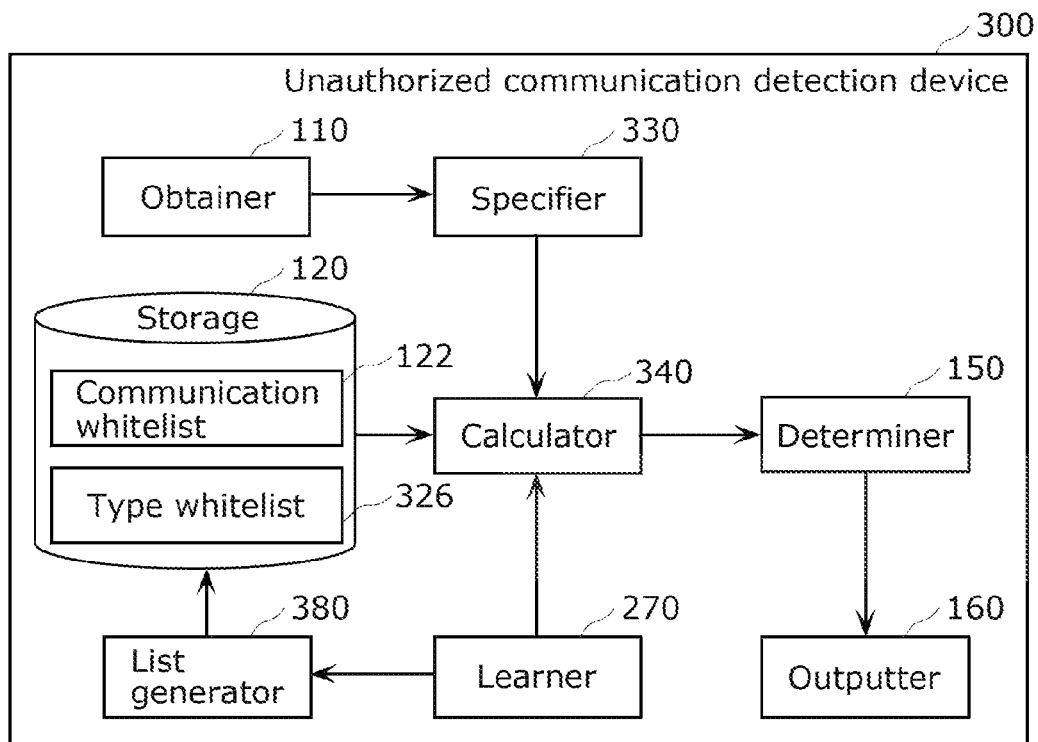 300
Unauthorized communication detection device
110
330
Obtainer
Specifier
120
Storage
122
Communication
whitelist
340
150
Calculator
Determiner
Type whitelist
326
380
270
160
List
generator
Learner
Outputter